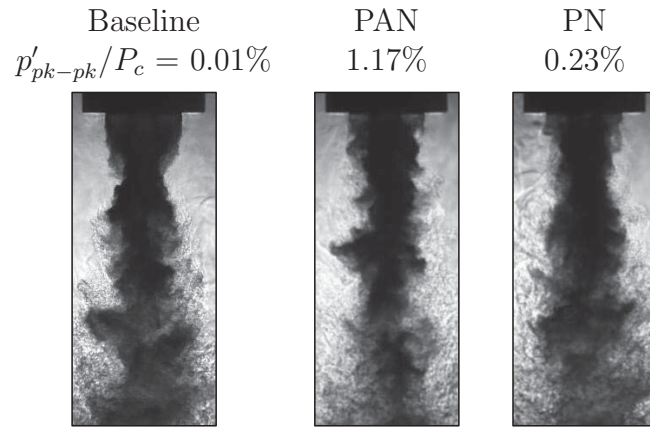 Baseline PAN PN
p′pk−pk/Pc = 0.01% 1.17% 0.23%